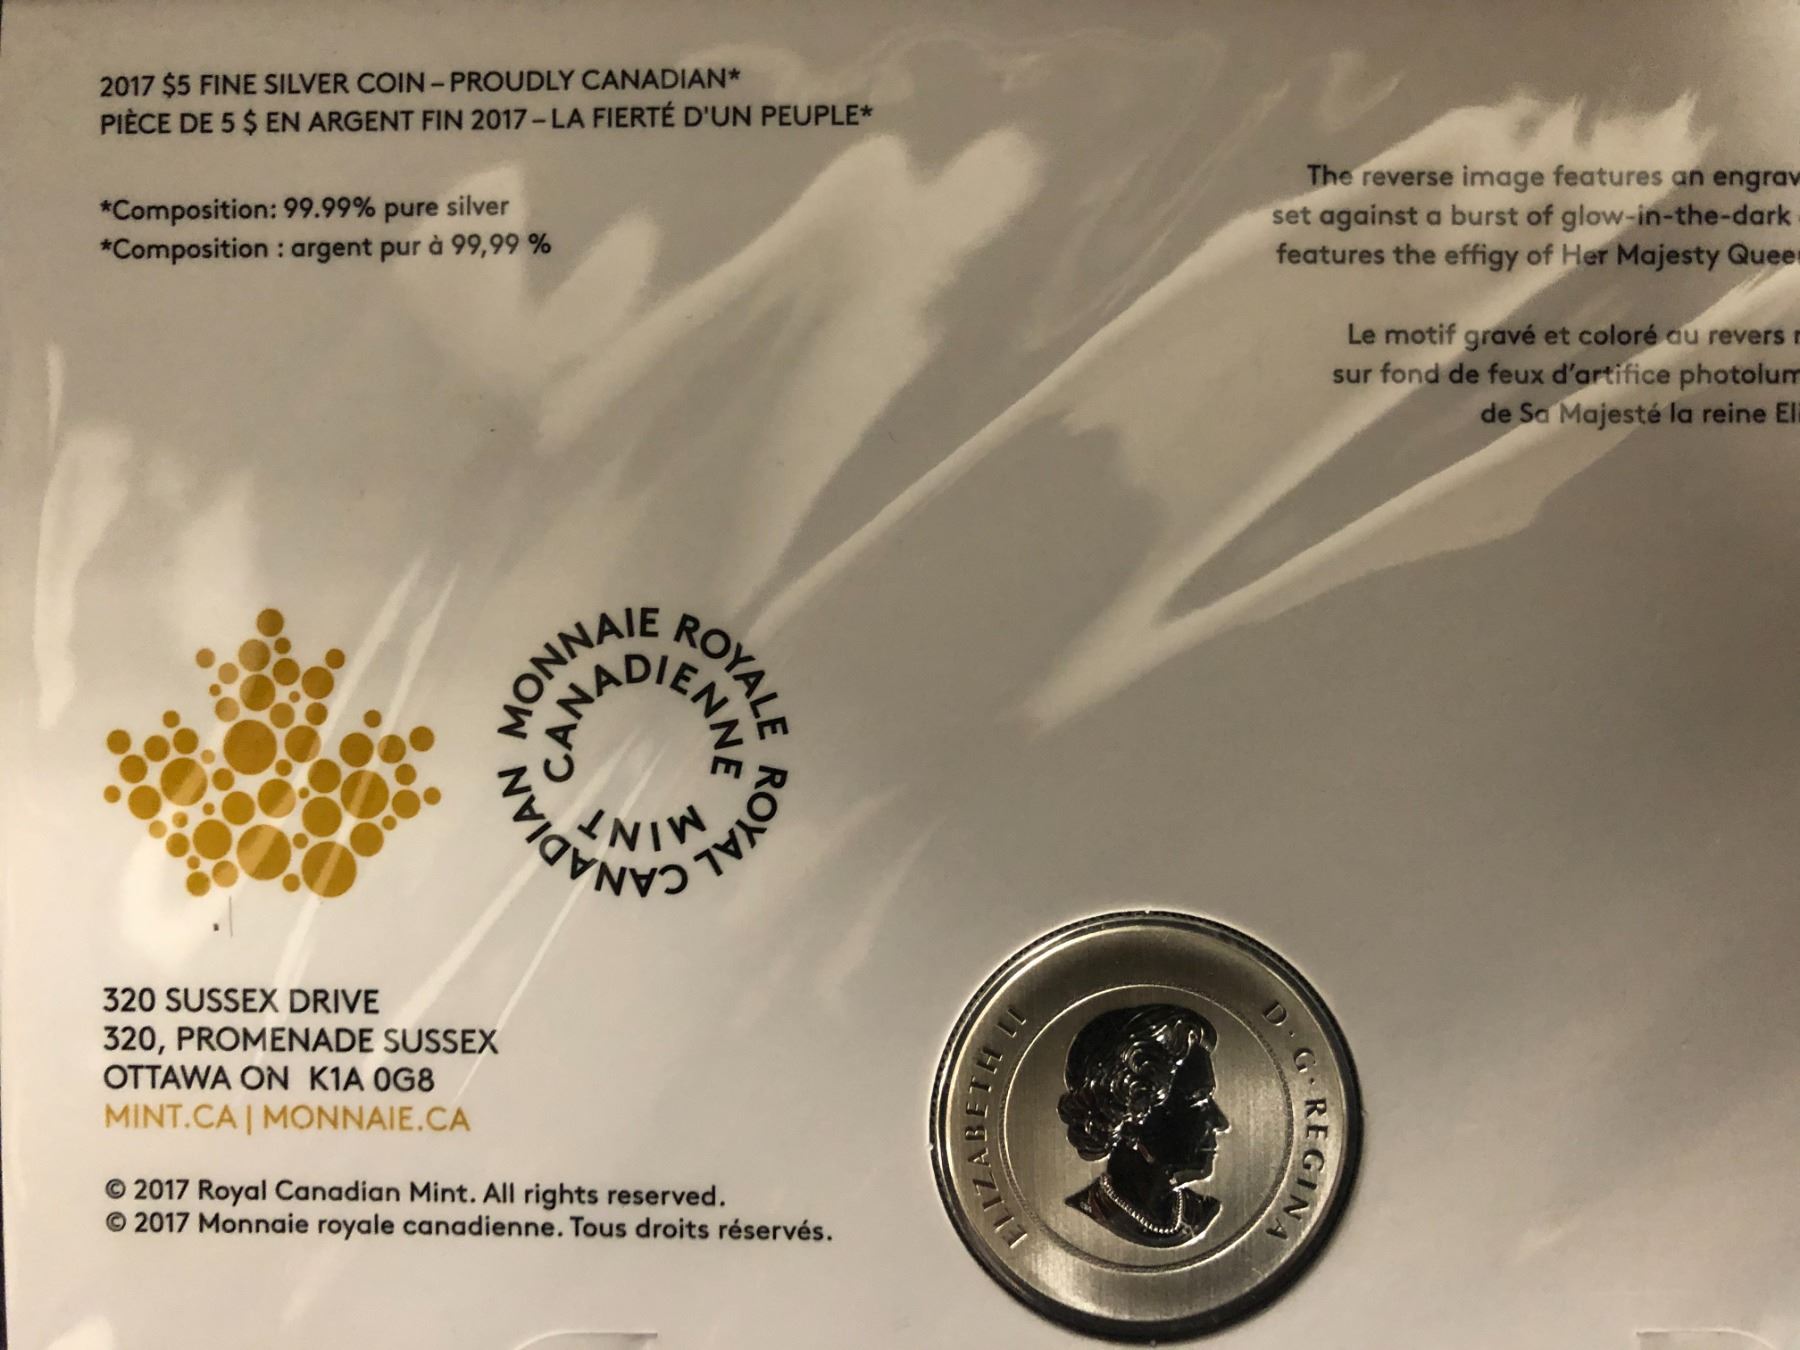 2017 $5 FINE SILVER COIN – PROUDLY CANADIAN*
PIÈCE DE 5 $ EN ARGENT FIN 2017 – LA FIERTÉ D'UN PEUPLE*
*Composition: 99.99% pure silver
*Composition : argent pur à 99,99 %
The reverse image features an engrav
set against a burst of glow-in-the-dark
features the effigy of Her Majesty Quee
Le motif gravé et coloré au revers
sur fond de feux d'artifice photolum
de Sa Majesté la reine Eli
MONNAIE ROYALE
CANADIENNE
ROYAL CANADIAN
MINT
320 SUSSEX DRIVE
320, PROMENADE SUSSEX
OTTAWA ON K1A 0G8
MINT.CA | MONNAIE.CA
© 2017 Royal Canadian Mint. All rights reserved.
© 2017 Monnaie royale canadienne. Tous droits réservés.
ELIZABETH II D·G·REGINA